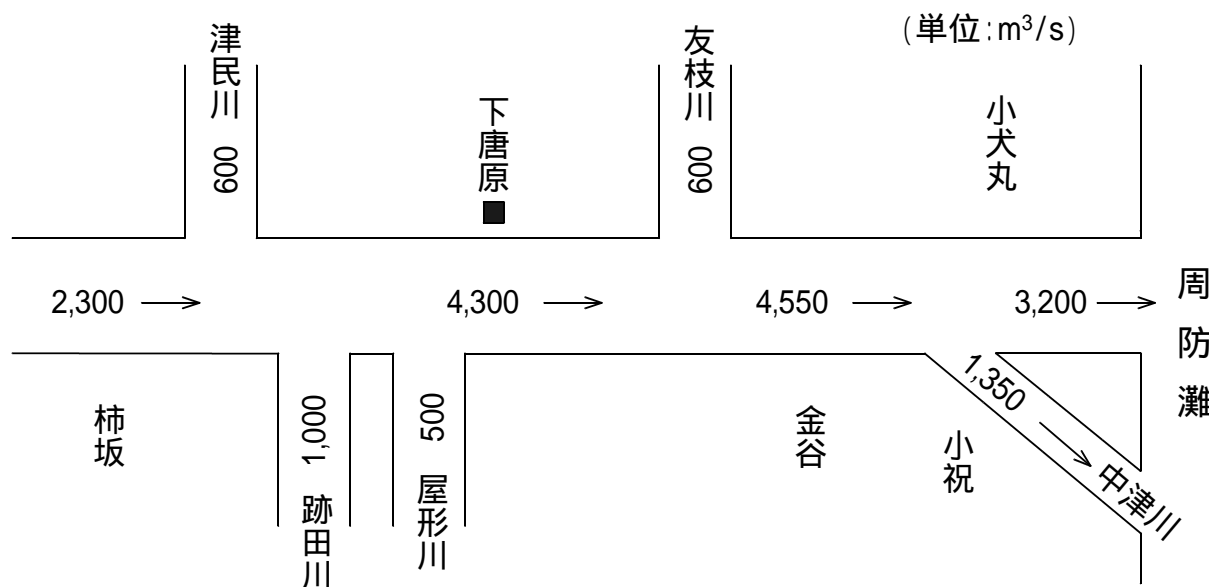 (単位:m³/s)
津民川 600
下唐原
友枝川 600
小犬丸
2,300
4,300
4,550
3,200
周防灘
柿坂
1,000 跡田川
500 屋形川
金谷
小祝
1,350
中津川